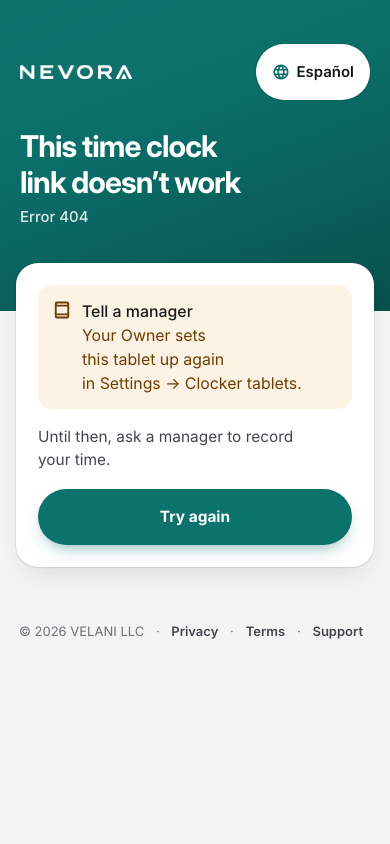 NEVORA
Español
This time clock
link doesn’t work
Error 404
Tell a manager
Your Owner sets
this tablet up again
in Settings → Clocker tablets.
Until then, ask a manager to record
your time.
Try again
© 2026 VELANI LLC · Privacy · Terms · Support